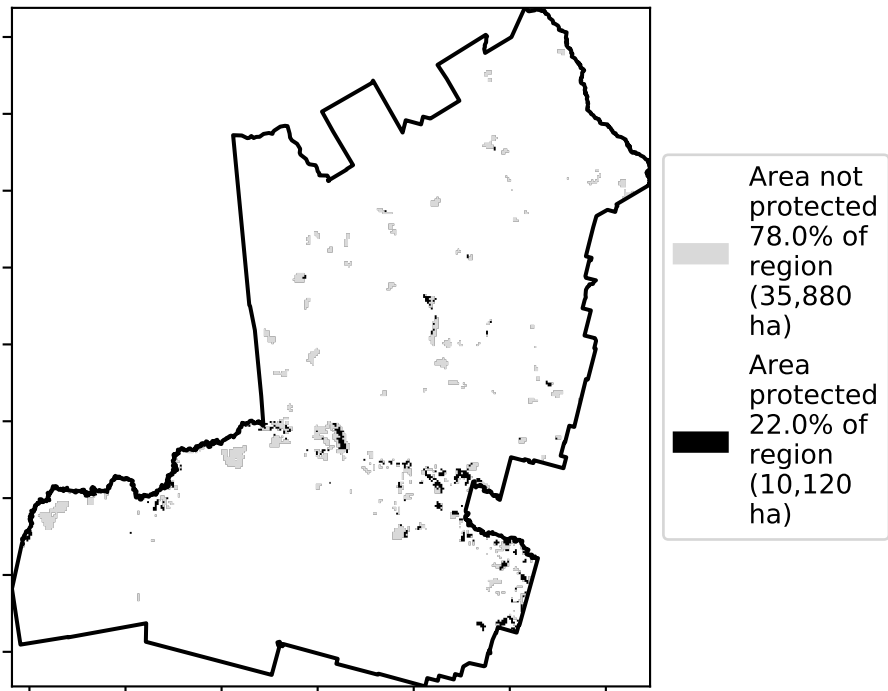 Area not
protected
78.0% of
region
(35,880
ha)
Area
protected
22.0% of
region
(10,120
ha)